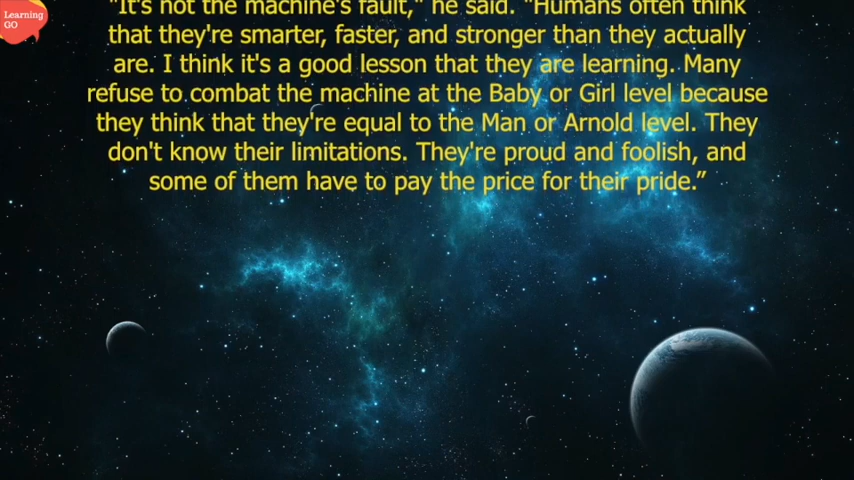 Learning
GO
"It's not the machine's fault," he said. "Humans often think
that they're smarter, faster, and stronger than they actually
are. I think it's a good lesson that they are learning. Many
refuse to combat the machine at the Baby or Girl level because
they think that they're equal to the Man or Arnold level. They
don't know their limitations. They're proud and foolish, and
some of them have to pay the price for their pride.”